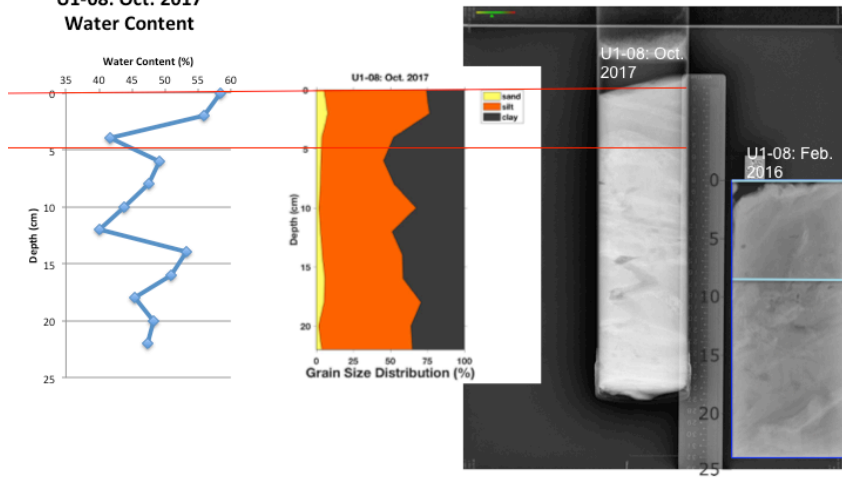 U1-08: Oct. 2017
Water Content
Water Content (%)
35 40 45 50 55 60
0
5
10
15
20
25
Depth (cm)
U1-08: Oct. 2017
sand
silt
clay
0
5
10
15
20
Depth (cm)
0 25 50 75 100
Grain Size Distribution (%)
U1-08: Oct.
2017
U1-08: Feb.
2016
0
5
10
15
20
25